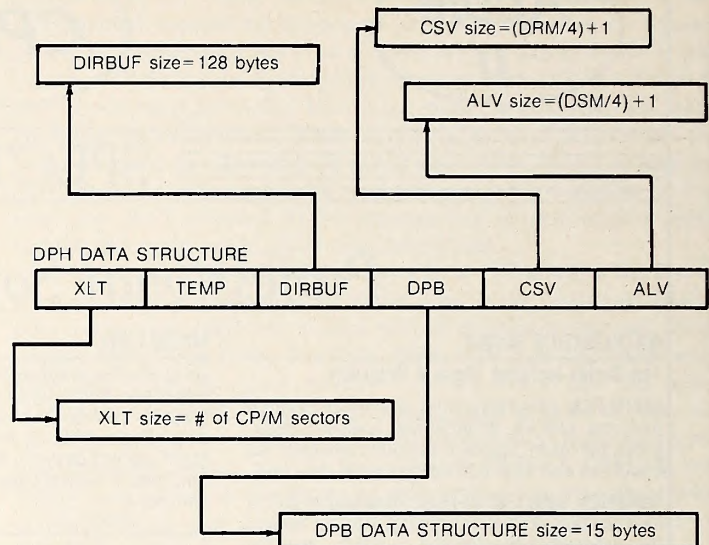 CSV size=(DRM/4)+1
DIRBUF size=128 bytes
ALV size=(DSM/4)+1
DPH DATA STRUCTURE
XLT TEMP DIRBUF DPB CSV ALV
XLT size= # of CP/M sectors
DPB DATA STRUCTURE size=15 bytes